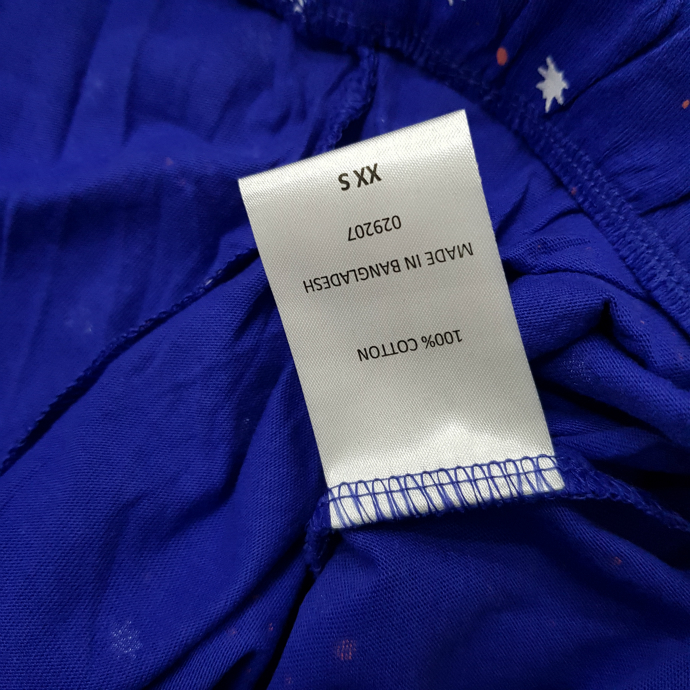 100% COTTON
MADE IN BANGLADESH
029207
XX S